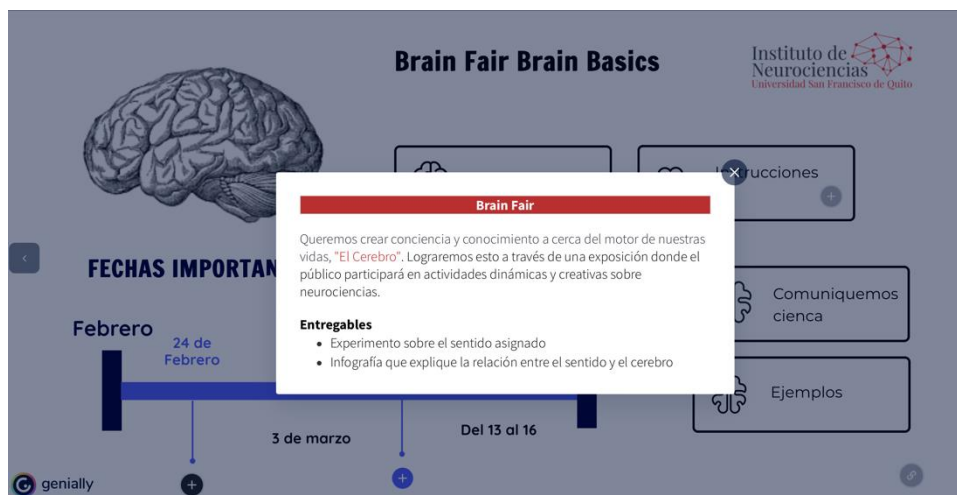 Brain Fair Brain Basics
Instituto de
Neurociencias
Universidad San Francisco de Quito
Instrucciones
Brain Fair
Queremos crear conciencia y conocimiento a cerca del motor de nuestras
vidas, "El Cerebro". Lograremos esto a través de una exposición donde el
público participará en actividades dinámicas y creativas sobre
neurociencias.
Entregables
• Experimento sobre el sentido asignado
• Infografía que explique la relación entre el sentido y el cerebro
FECHAS IMPORTAN
Comuniquemos
cienca
Febrero
24 de
Febrero
Ejemplos
3 de marzo
Del 13 al 16
genially